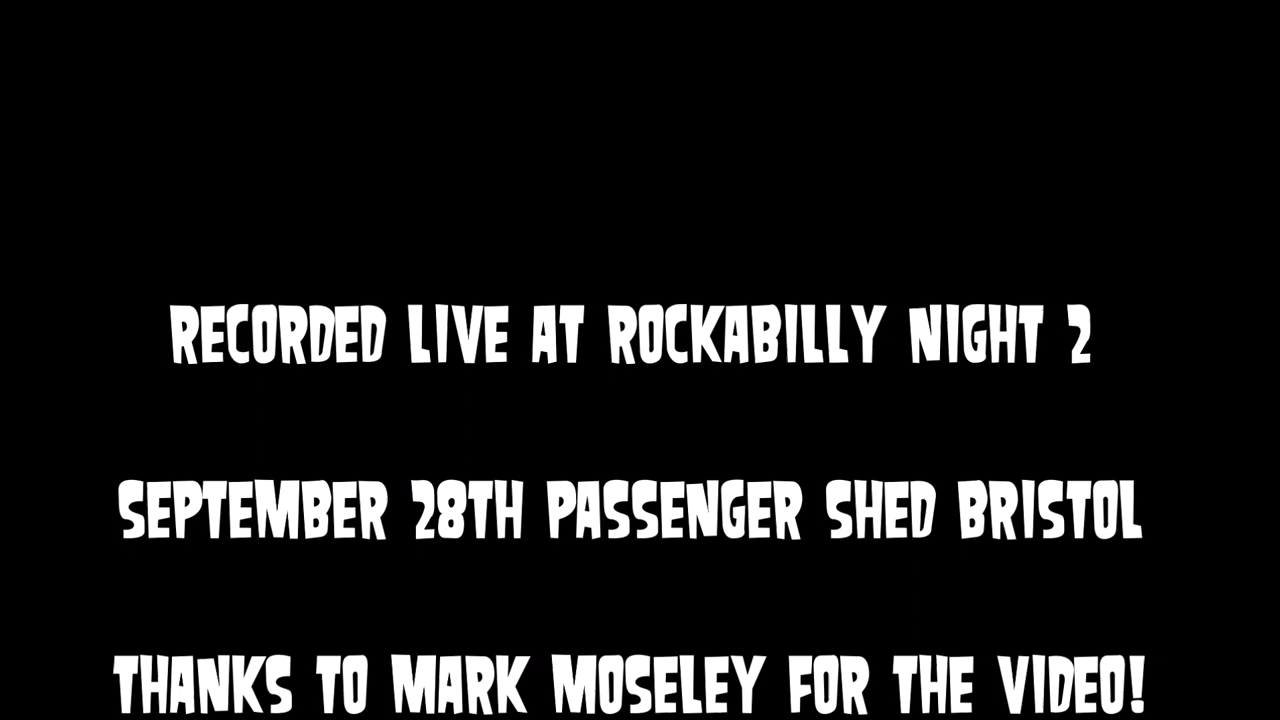 RECORDED LIVE AT ROCKABILLY NIGHT 2
SEPTEMBER 28TH PASSENGER SHED BRISTOL
THANKS TO MARK MOSELEY FOR THE VIDEO!